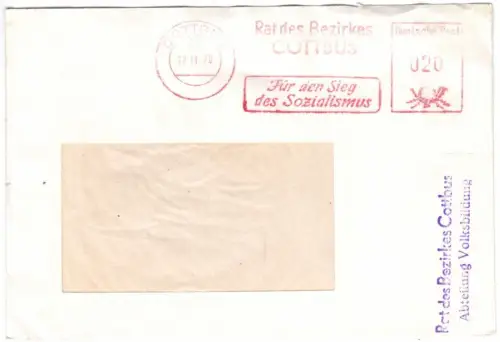 Rat des Bezirkes
COTTBUS
Für den Sieg
des Sozialismus
Deutsche Post
020
Rat des Bezirkes Cottbus
Abteilung Volksbildung